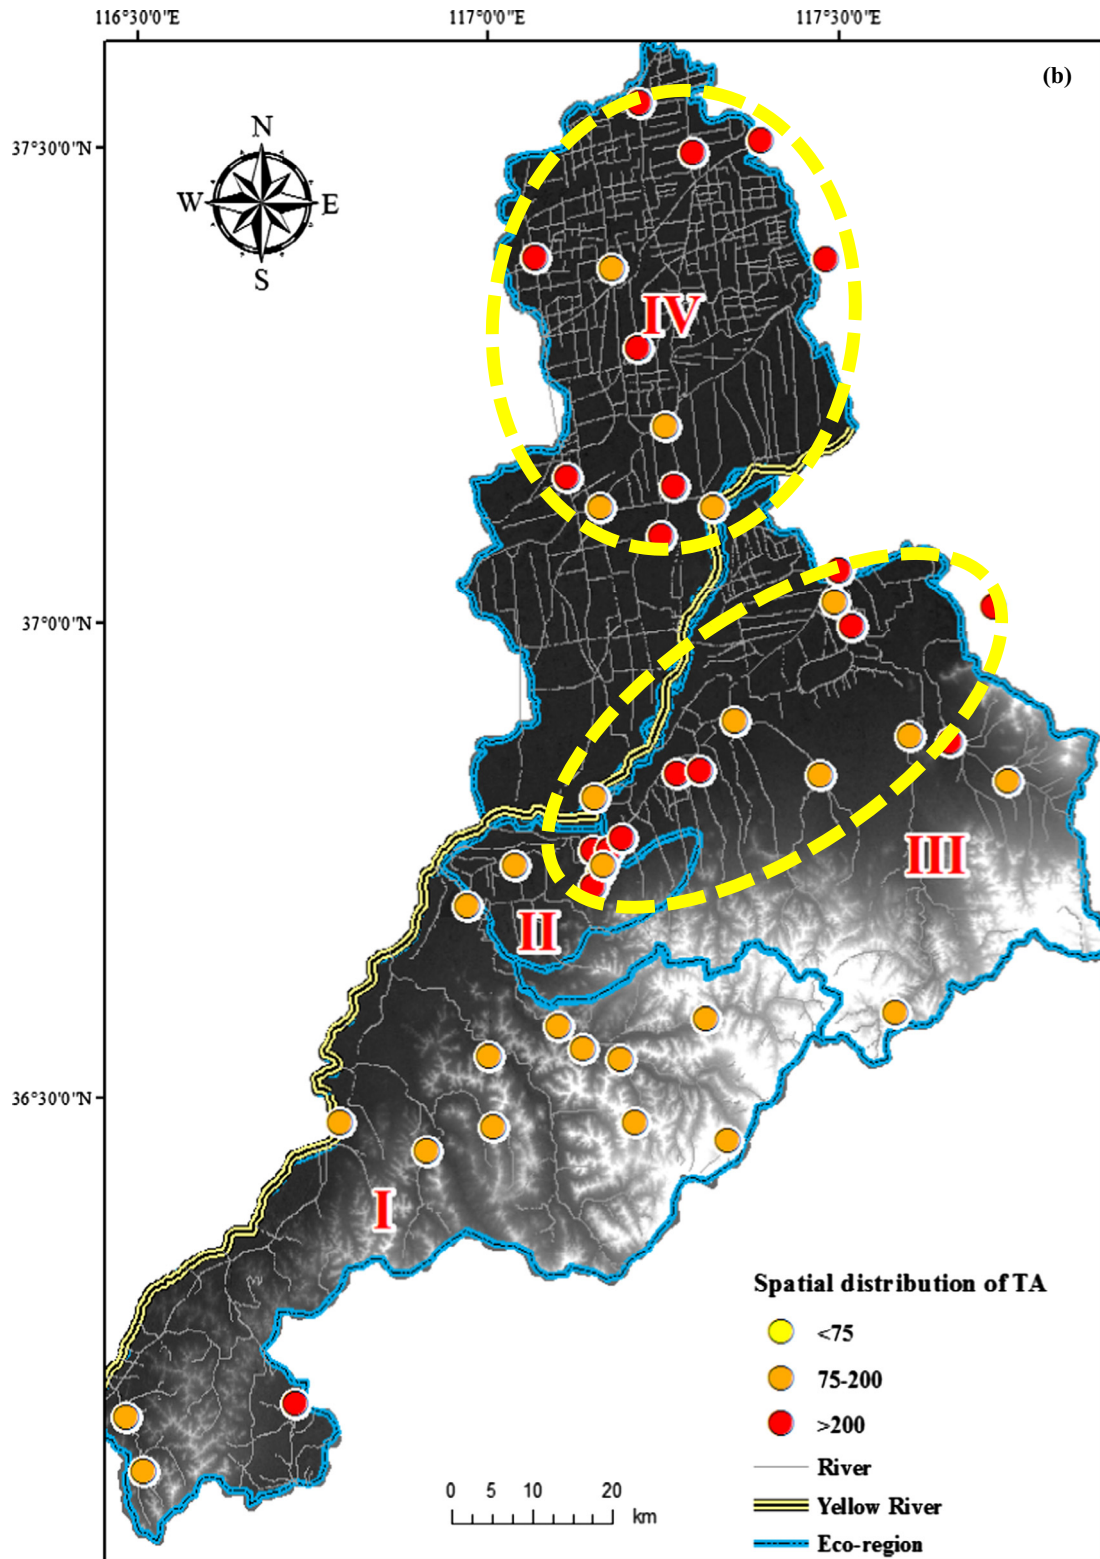 116°30'0"E 117°0'0"E 117°30'0"E
(b)
37°30'0"N
N
W E
S
IV
37°0'0"N
III
II
36°30'0"N
I
Spatial distribution of TA
<75
75-200
>200
River
Yellow River
Eco-region
0 5 10 20
km